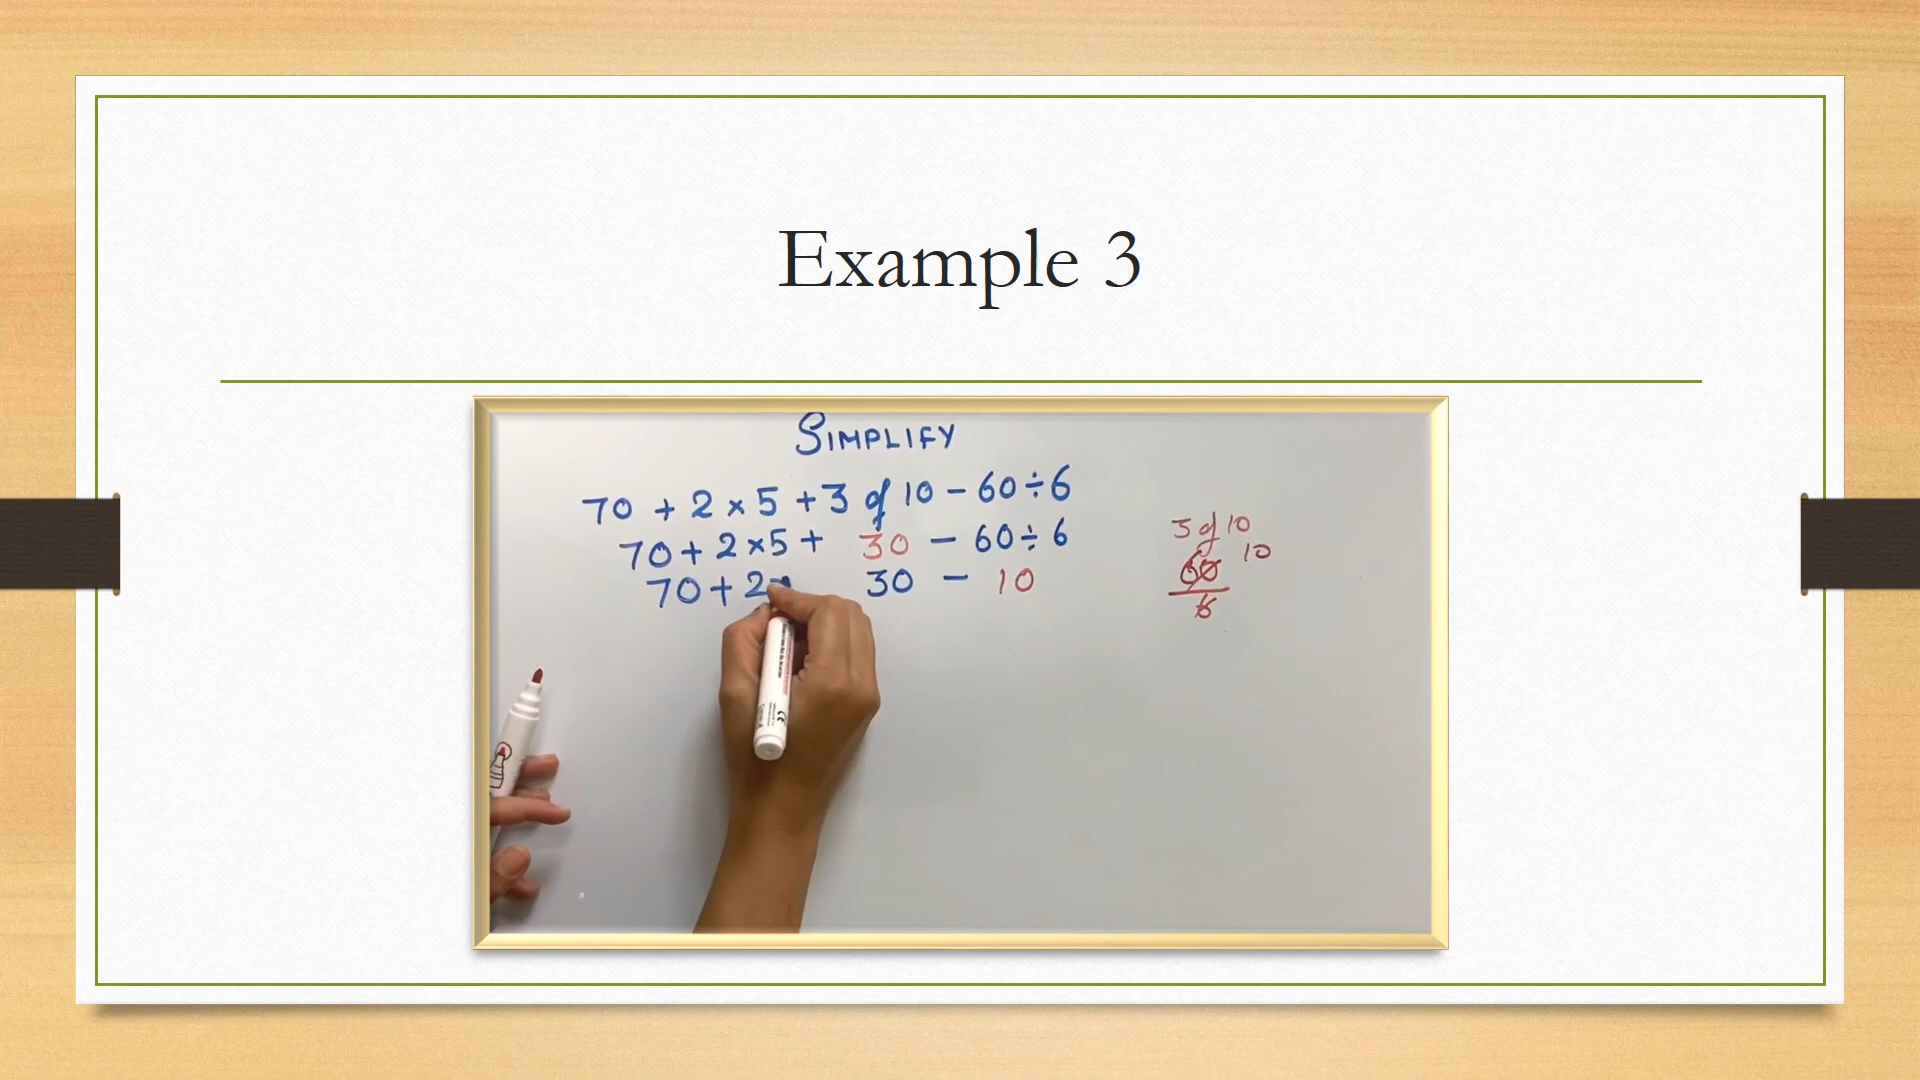 Example 3
SIMPLIFY
70 + 2 × 5 + 3 of 10 − 60 ÷ 6
70 + 2 × 5 + 30 − 60 ÷ 6
70 + 2 30 − 10
3 of 10
10
60
6